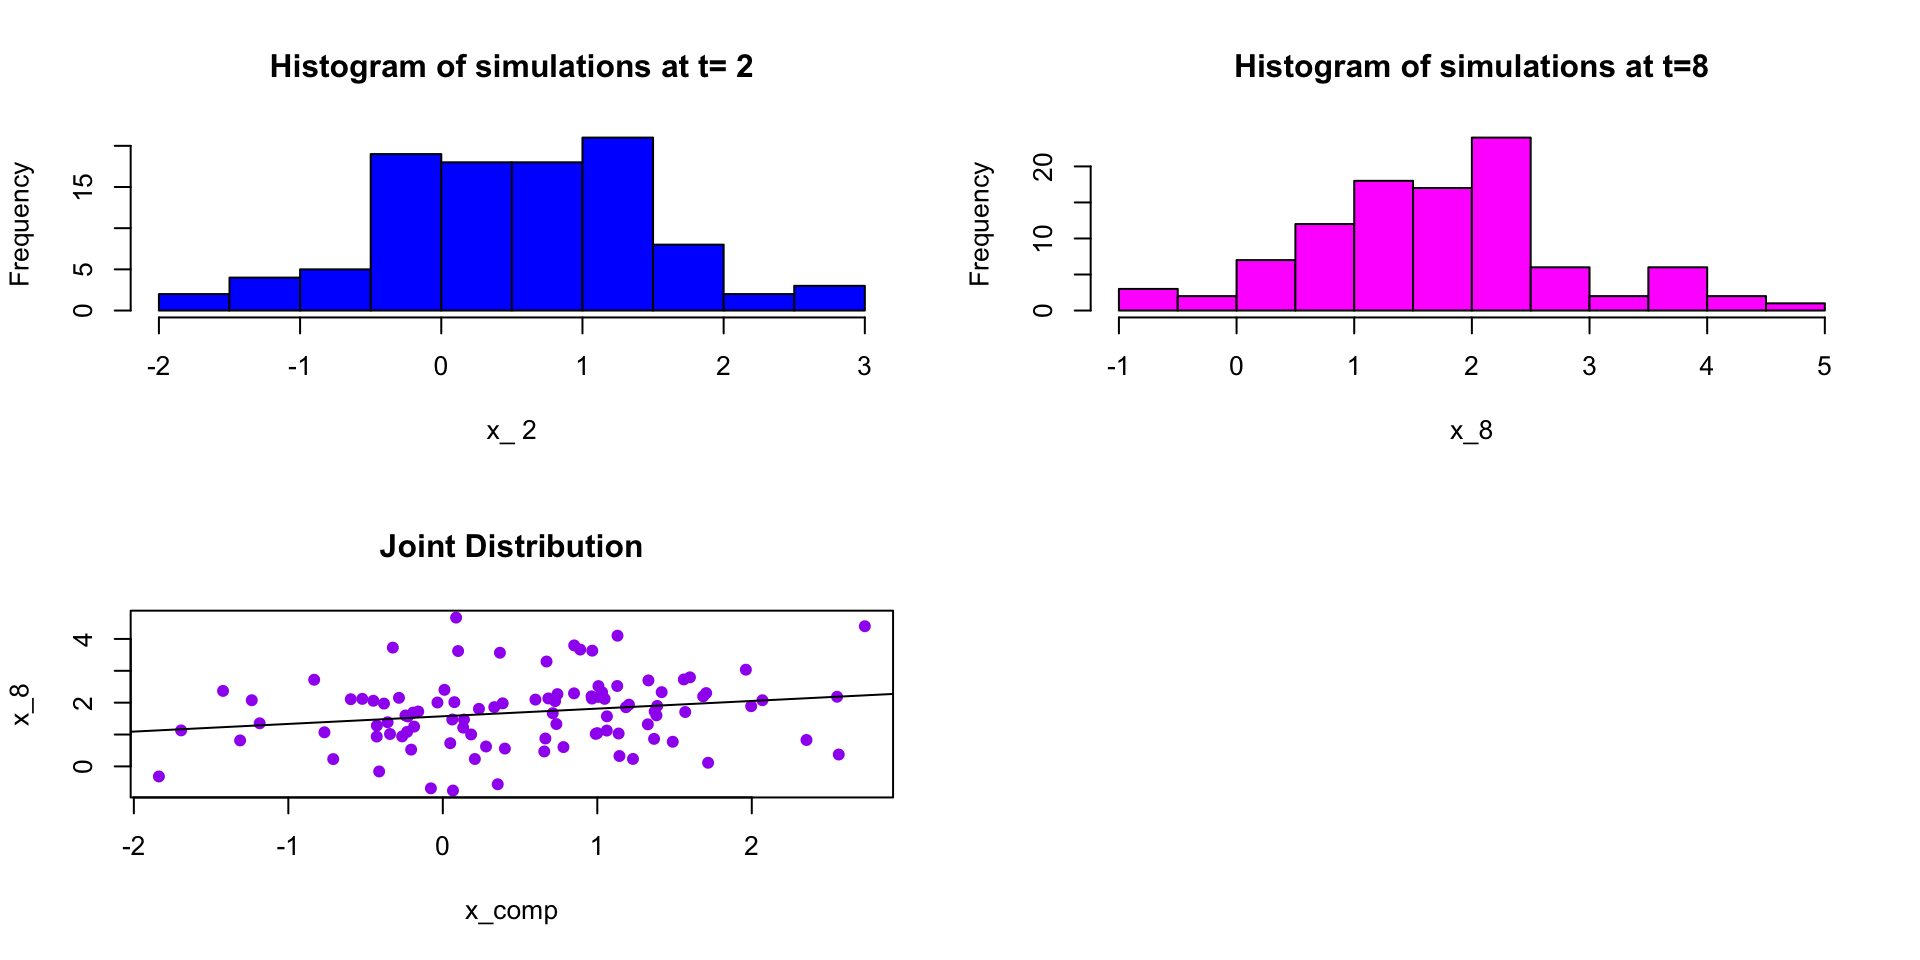 Histogram of simulations at t= 2
Frequency
0 5 15
-2 -1 0 1 2 3
x_ 2
Histogram of simulations at t=8
Frequency
0 10 20
-1 0 1 2 3 4 5
x_8
Joint Distribution
x_8
0 2 4
-2 -1 0 1 2
x_comp